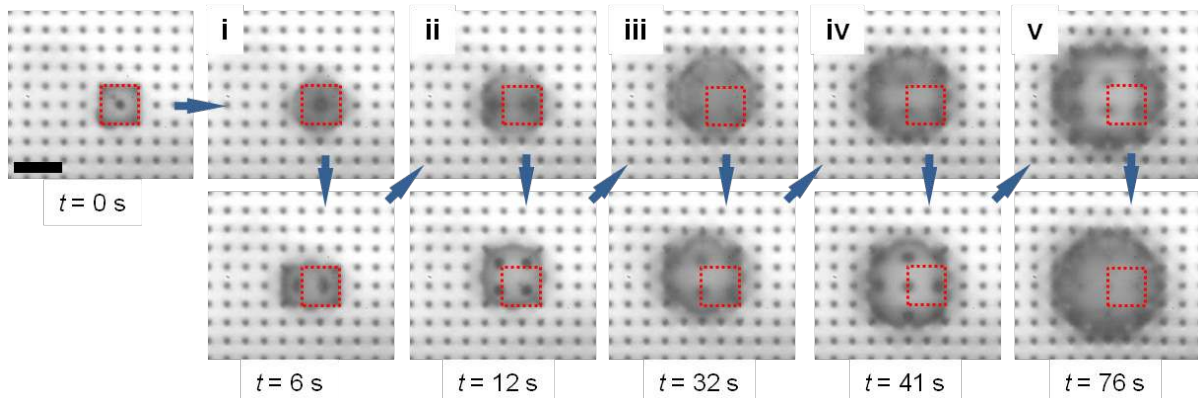 i ii iii iv v
t = 0 s
t = 6 s t = 12 s t = 32 s t = 41 s t = 76 s